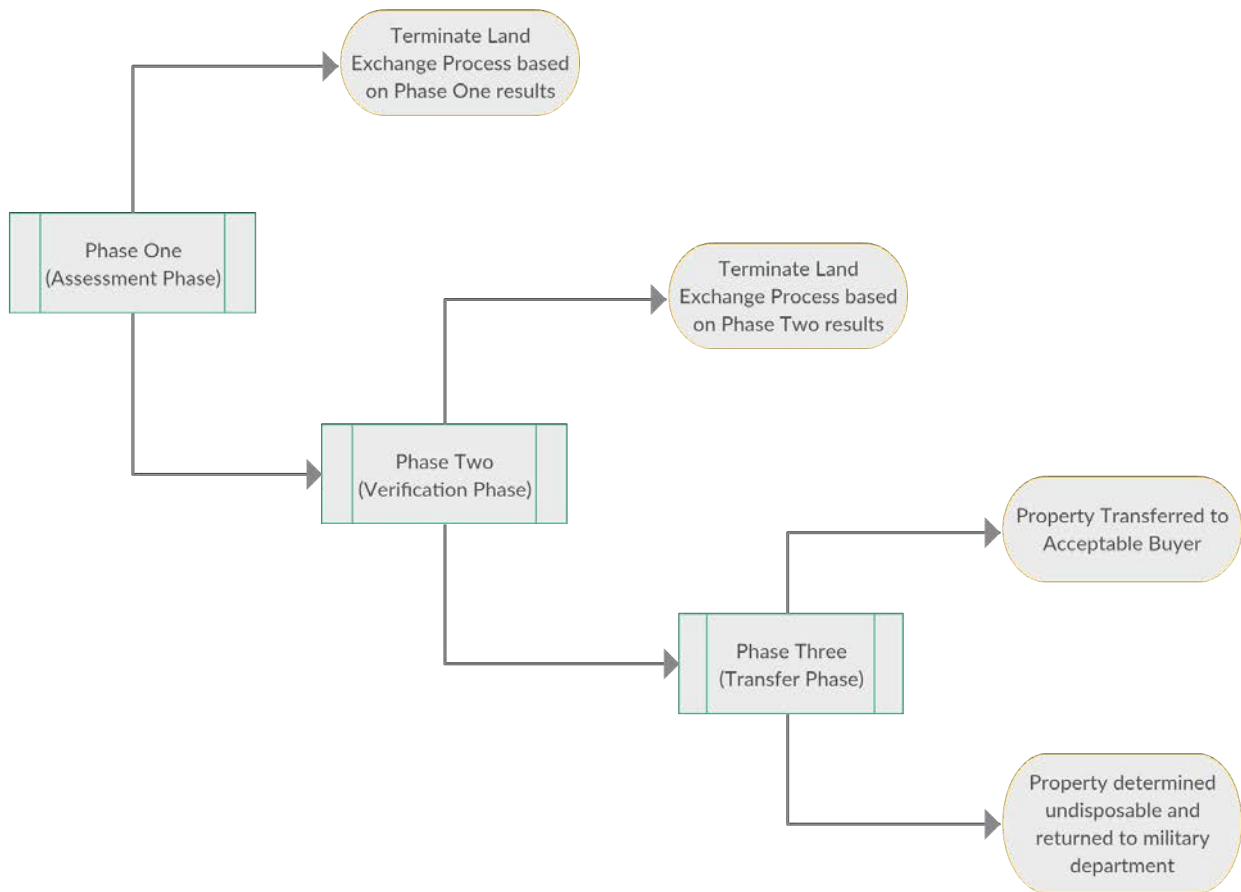 Terminate Land
Exchange Process based
on Phase One results
Phase One
(Assessment Phase)
Terminate Land
Exchange Process based
on Phase Two results
Phase Two
(Verification Phase)
Property Transferred to
Acceptable Buyer
Phase Three
(Transfer Phase)
Property determined
undisposable and
returned to military
department